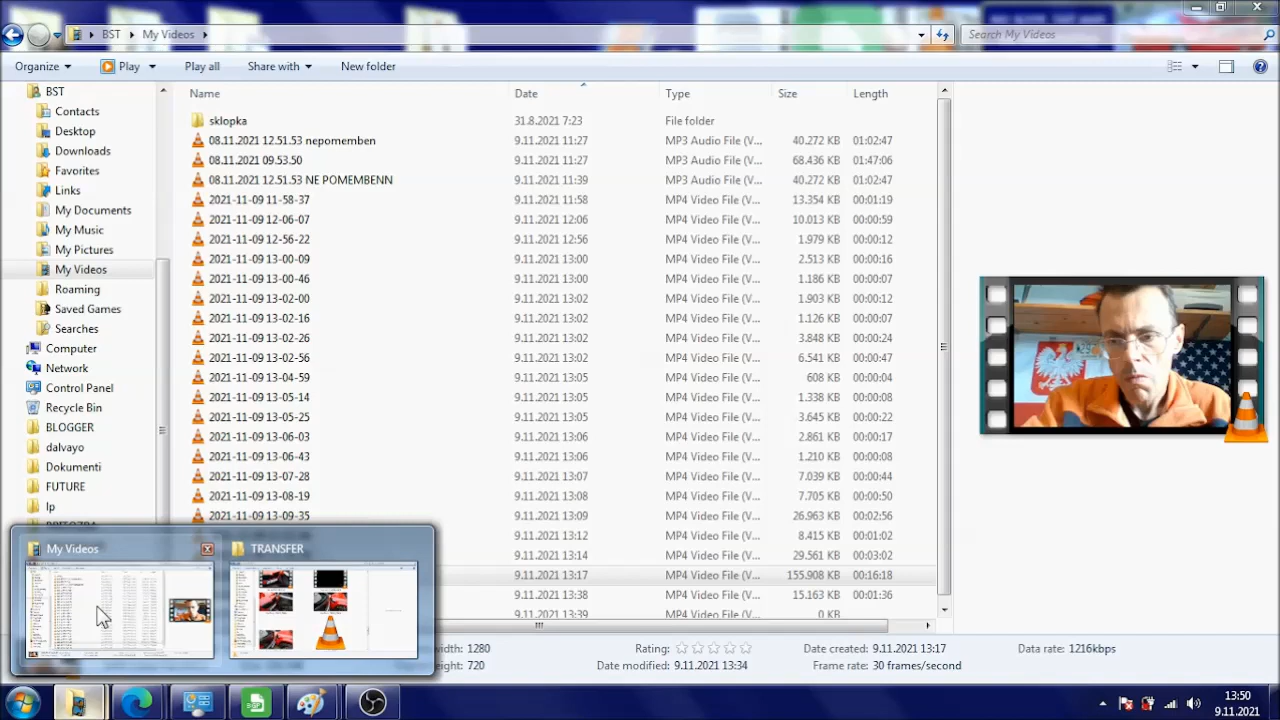 BST My Videos Search My Videos
Organize Play Play all Share with New folder
Name Date Type Size Length
BST
Contacts
Desktop
Downloads
Favorites
Links
My Documents
My Music
My Pictures
My Videos
Roaming
Saved Games
Searches
Computer
Network
Control Panel
Recycle Bin
BLOGGER
dalvayo
Dokumenti
FUTURE
lp
sklopka 31.8.2021 7:23 File folder
08.11.2021 12.51.53 nepomemben 9.11.2021 11:27 MP3 Audio File (V... 40.272 KB 01:02:47
08.11.2021 09.53.50 9.11.2021 11:27 MP3 Audio File (V... 68.436 KB 01:47:06
08.11.2021 12.51.53 NE POMEMBENN 9.11.2021 11:39 MP3 Audio File (V... 40.272 KB 01:02:47
2021-11-09 11-58-37 9.11.2021 11:58 MP4 Video File (V... 13.354 KB 00:01:19
2021-11-09 12-06-07 9.11.2021 12:06 MP4 Video File (V... 10.013 KB 00:00:59
2021-11-09 12-56-22 9.11.2021 12:56 MP4 Video File (V... 1.979 KB 00:00:12
2021-11-09 13-00-09 9.11.2021 13:00 MP4 Video File (V... 2.513 KB 00:00:16
2021-11-09 13-00-46 9.11.2021 13:00 MP4 Video File (V... 1.186 KB 00:00:07
2021-11-09 13-02-00 9.11.2021 13:02 MP4 Video File (V... 1.903 KB 00:00:12
2021-11-09 13-02-16 9.11.2021 13:02 MP4 Video File (V... 1.126 KB 00:00:07
2021-11-09 13-02-26 9.11.2021 13:02 MP4 Video File (V... 3.848 KB 00:00:24
2021-11-09 13-02-56 9.11.2021 13:02 MP4 Video File (V... 6.541 KB 00:00:47
2021-11-09 13-04-59 9.11.2021 13:05 MP4 Video File (V... 608 KB 00:00:04
2021-11-09 13-05-14 9.11.2021 13:05 MP4 Video File (V... 1.338 KB 00:00:08
2021-11-09 13-05-25 9.11.2021 13:05 MP4 Video File (V... 3.645 KB 00:00:22
2021-11-09 13-06-03 9.11.2021 13:06 MP4 Video File (V... 2.861 KB 00:00:17
2021-11-09 13-06-43 9.11.2021 13:06 MP4 Video File (V... 1.210 KB 00:00:08
2021-11-09 13-07-28 9.11.2021 13:07 MP4 Video File (V... 7.039 KB 00:00:46
2021-11-09 13-08-19 9.11.2021 13:08 MP4 Video File (V... 7.705 KB 00:00:50
2021-11-09 13-09-35 9.11.2021 13:09 MP4 Video File (V... 26.963 KB 00:02:56
9.11.2021 13:12 MP4 Video File (V... 8.415 KB 00:01:02
9.11.2021 13:14 MP4 Video File (V... 29.561 KB 00:03:02
9.11.2021 13:17 MP4 Video File (V... 155.908 KB 00:16:18
9.11.2021 13:38 MP4 Video File (V... 15.163 KB 00:01:36
My Videos TRANSFER
width: 1280 Rating: Date created: 9.11.2021 13:17 Data rate: 1216kbps
eight: 720 Date modified: 9.11.2021 13:34 Frame rate: 30 frames/second
13:50
9.11.2021